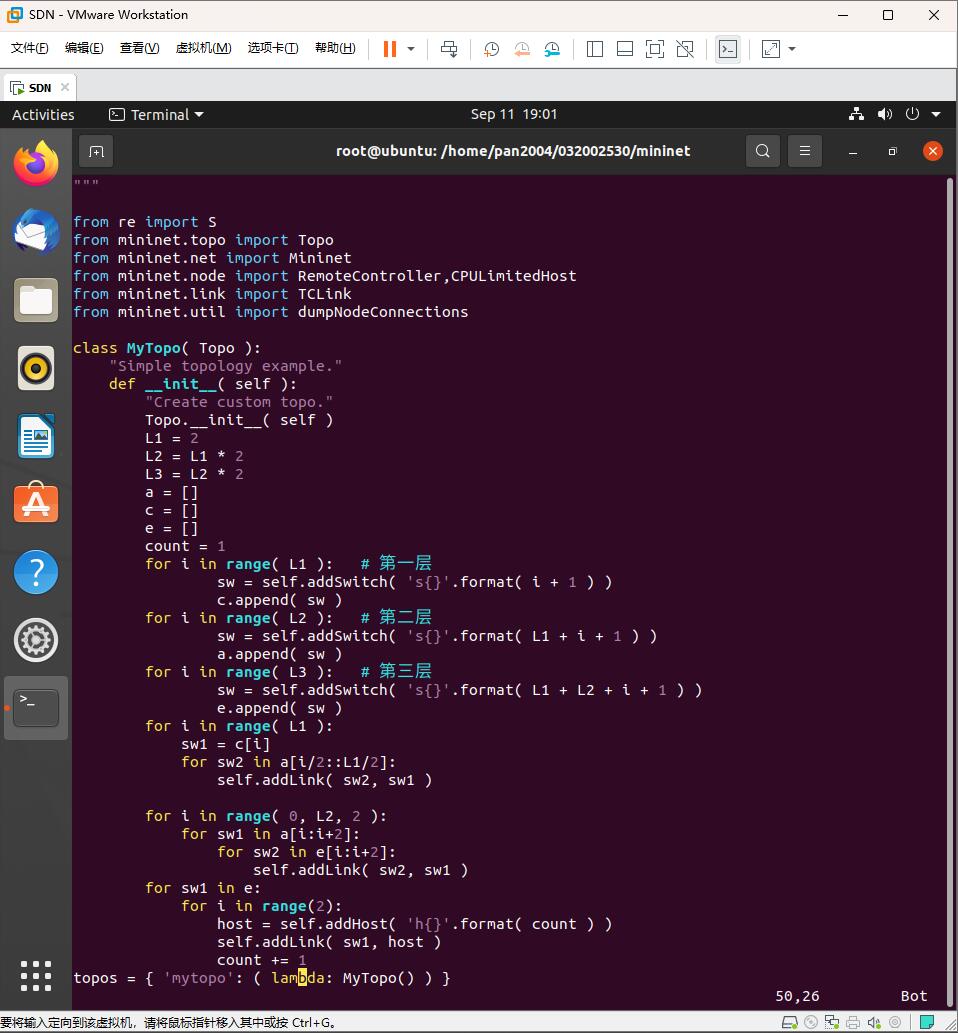 SDN - VMware Workstation
文件(F) 编辑(E) 查看(V) 虚拟机(M) 选项卡(T) 帮助(H)
SDN
Activities Terminal Sep 11 19:01
root@ubuntu: /home/pan2004/032002530/mininet
"""
from re import S
from mininet.topo import Topo
from mininet.net import Mininet
from mininet.node import RemoteController,CPULimitedHost
from mininet.link import TCLink
from mininet.util import dumpNodeConnections
class MyTopo( Topo ):
"Simple topology example."
def __init__( self ):
"Create custom topo."
Topo.__init__( self )
L1 = 2
L2 = L1 * 2
L3 = L2 * 2
a = []
c = []
e = []
count = 1
for i in range( L1 ): # 第一层
sw = self.addSwitch( 's{}'.format( i + 1 ) )
c.append( sw )
for i in range( L2 ): # 第二层
sw = self.addSwitch( 's{}'.format( L1 + i + 1 ) )
a.append( sw )
for i in range( L3 ): # 第三层
sw = self.addSwitch( 's{}'.format( L1 + L2 + i + 1 ) )
e.append( sw )
for i in range( L1 ):
sw1 = c[i]
for sw2 in a[i/2::L1/2]:
self.addLink( sw2, sw1 )
for i in range( 0, L2, 2 ):
for sw1 in a[i:i+2]:
for sw2 in e[i:i+2]:
self.addLink( sw2, sw1 )
for sw1 in e:
for i in range(2):
host = self.addHost( 'h{}'.format( count ) )
self.addLink( sw1, host )
count += 1
topos = { 'mytopo': ( lambda: MyTopo() ) }
50,26 Bot
要将输入定向到该虚拟机，请将鼠标指针移入其中或按 Ctrl+G。